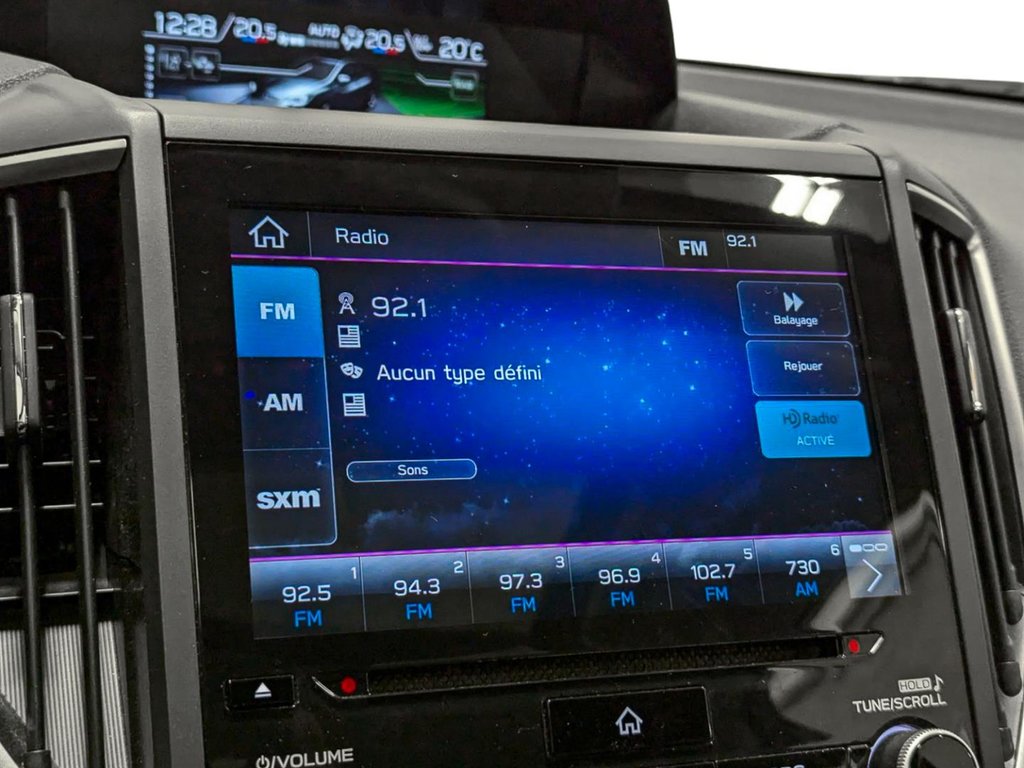 12:28 20.5 AUTO 20.5 20°C
Radio FM 92.1
FM
92.1
Balayage
AM
Aucun type défini
Rejouer
HD Radio
ACTIVÉ
sxm
Sons
1 2 3 4 5 6
92.5 94.3 97.3 96.9 102.7 730
FM FM FM FM FM AM
HOLD
TUNE/SCROLL
VOLUME